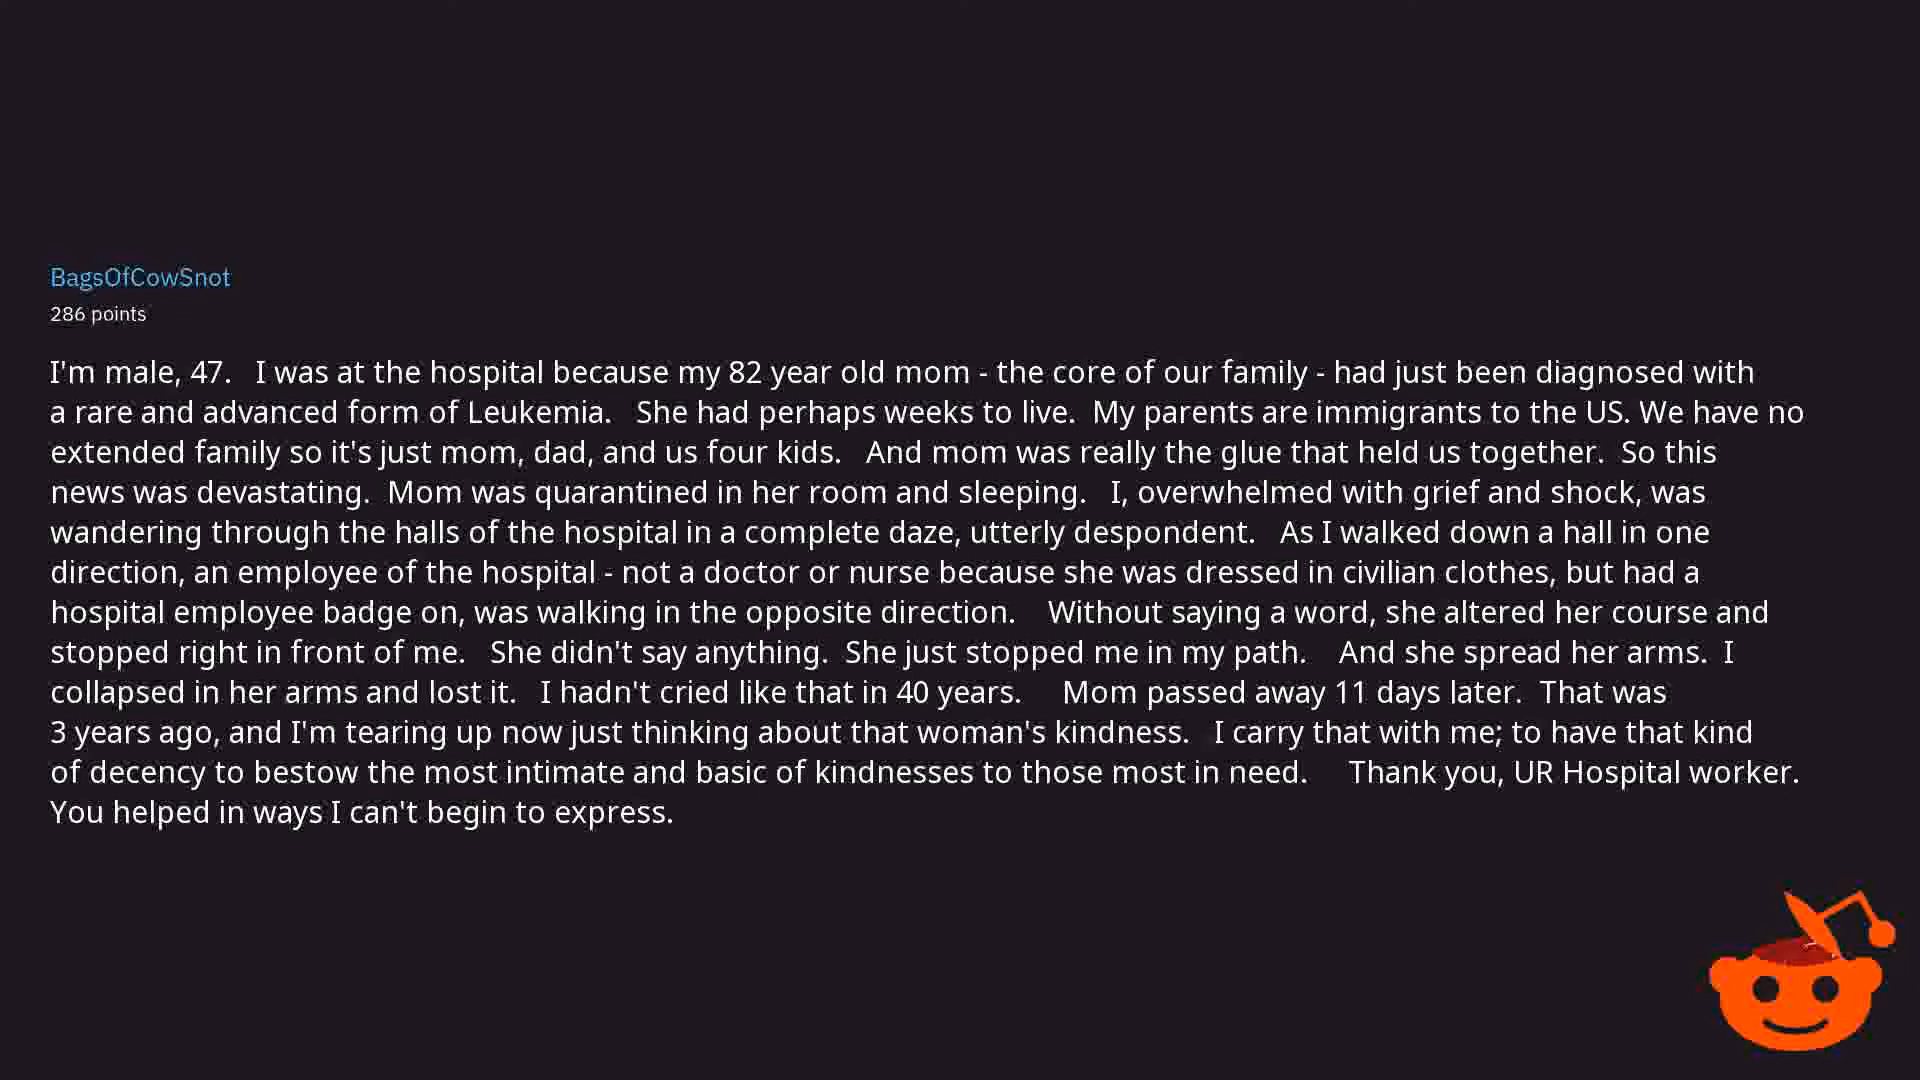 BagsOfCowSnot
286 points
I'm male, 47.   I was at the hospital because my 82 year old mom - the core of our family - had just been diagnosed with
a rare and advanced form of Leukemia.   She had perhaps weeks to live.  My parents are immigrants to the US. We have no
extended family so it's just mom, dad, and us four kids.   And mom was really the glue that held us together.  So this
news was devastating.  Mom was quarantined in her room and sleeping.   I, overwhelmed with grief and shock, was
wandering through the halls of the hospital in a complete daze, utterly despondent.   As I walked down a hall in one
direction, an employee of the hospital - not a doctor or nurse because she was dressed in civilian clothes, but had a
hospital employee badge on, was walking in the opposite direction.    Without saying a word, she altered her course and
stopped right in front of me.   She didn't say anything.  She just stopped me in my path.    And she spread her arms.  I
collapsed in her arms and lost it.   I hadn't cried like that in 40 years.     Mom passed away 11 days later.  That was
3 years ago, and I'm tearing up now just thinking about that woman's kindness.   I carry that with me; to have that kind
of decency to bestow the most intimate and basic of kindnesses to those most in need.     Thank you, UR Hospital worker.
You helped in ways I can't begin to express.